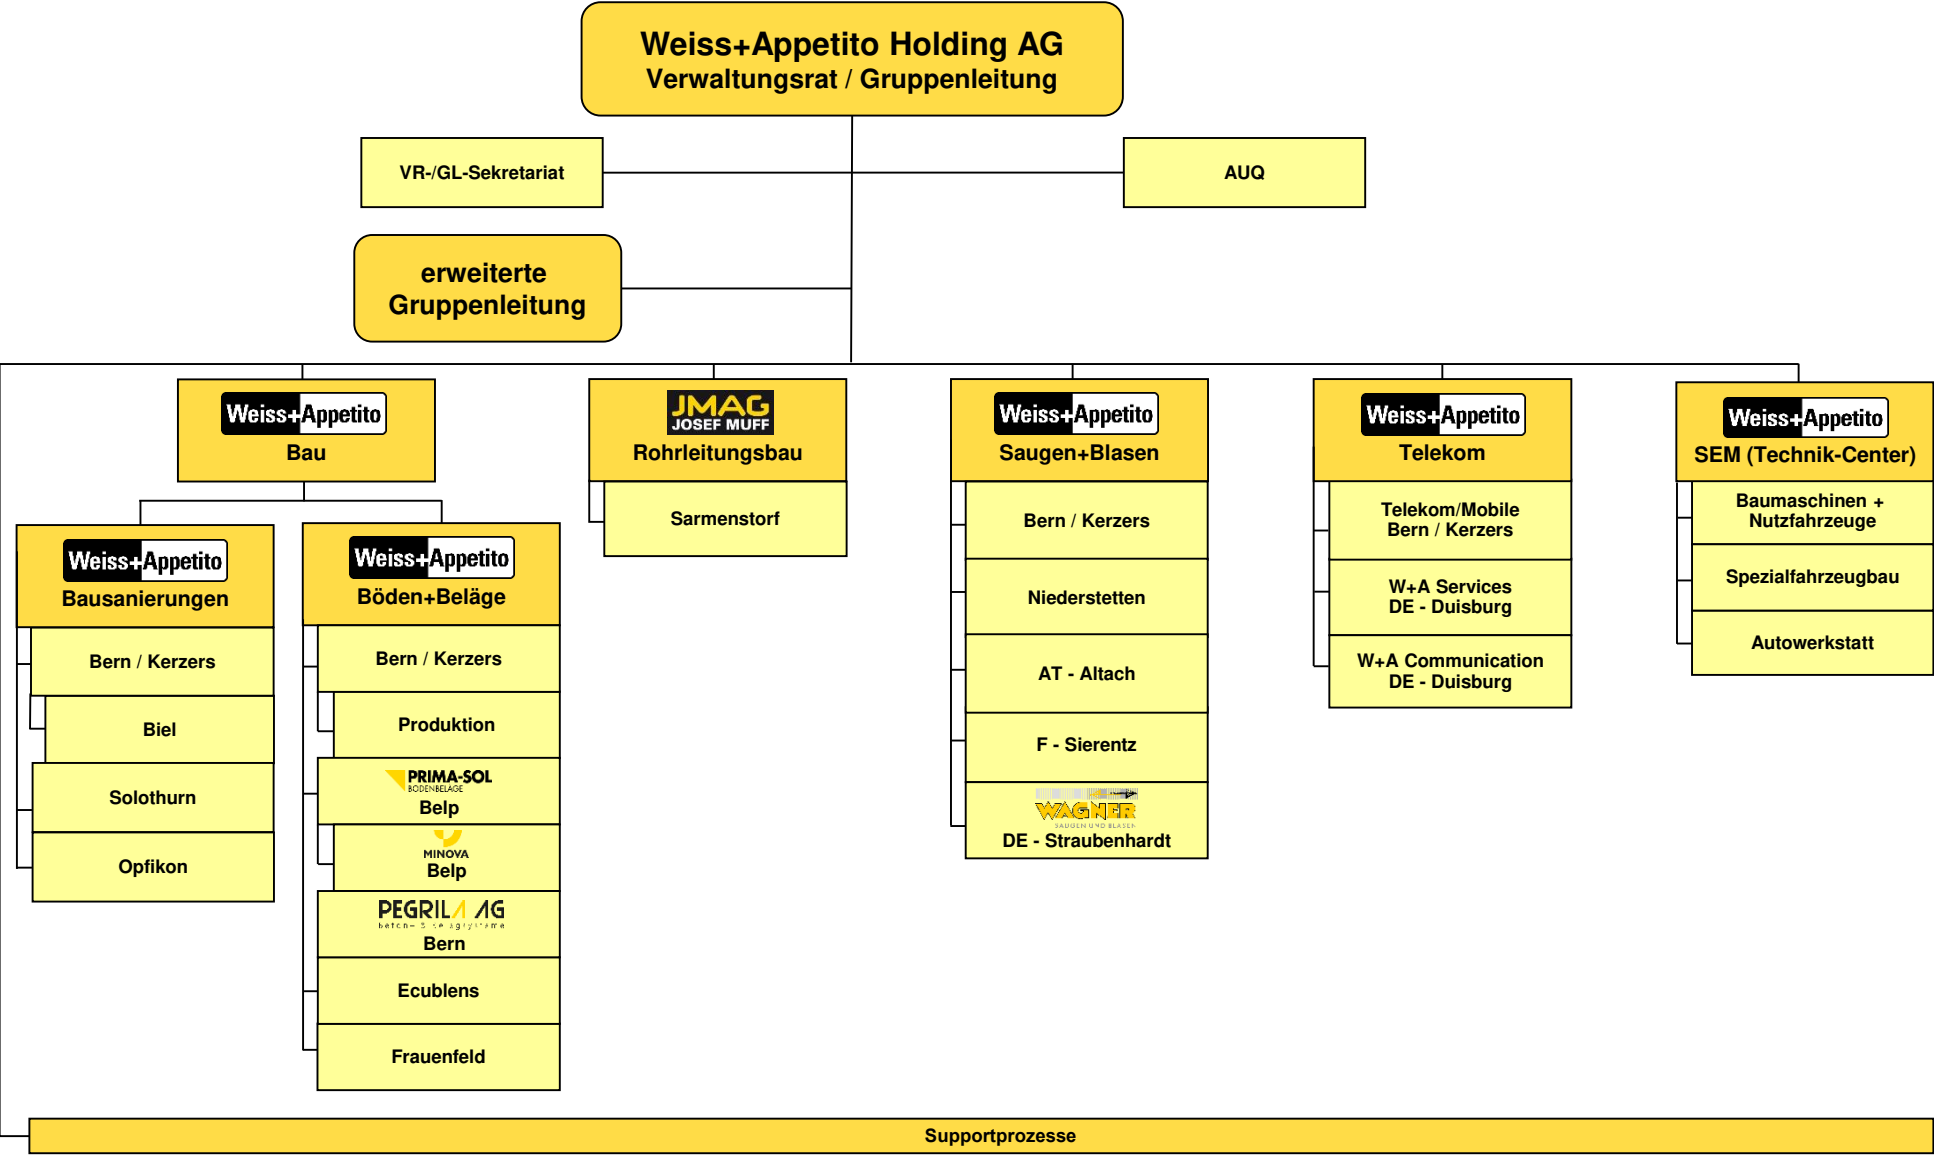 Weiss+Appetito Holding AG
Verwaltungsrat / Gruppenleitung
VR-/GL-Sekretariat
AUQ
erweiterte
Gruppenleitung
Weiss+Appetito
Bau
JMAG
JOSEF MUFF
Rohrleitungsbau
Weiss+Appetito
Saugen+Blasen
Weiss+Appetito
Telekom
Weiss+Appetito
SEM (Technik-Center)
Weiss+Appetito
Bausanierungen
Bern / Kerzers
Biel
Solothurn
Opfikon
Weiss+Appetito
Böden+Beläge
Bern / Kerzers
Produktion
PRIMA-SOL
BODENBELÄGE
Belp
MINOVA
Belp
PEGRILA AG
Bern
Ecublens
Frauenfeld
Sarmenstorf
Bern / Kerzers
Niederstetten
AT - Altach
F - Sierentz
WAGNER
SAUGEN UND BLASEN
DE - Straubenhardt
Telekom/Mobile
Bern / Kerzers
W+A Services
DE - Duisburg
W+A Communication
DE - Duisburg
Baumaschinen +
Nutzfahrzeuge
Spezialfahrzeugbau
Autowerkstatt
Supportprozesse